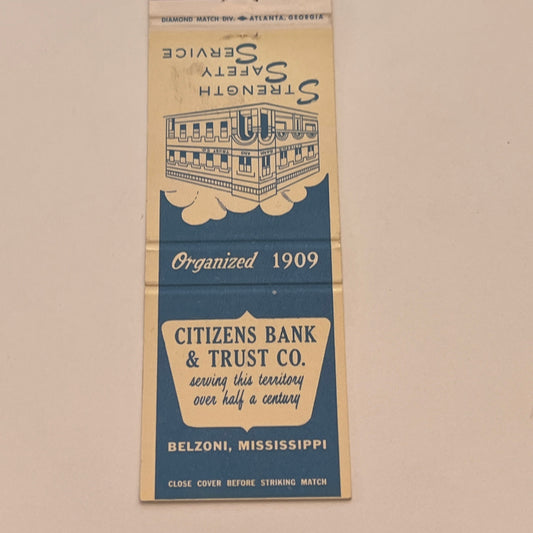 DIAMOND MATCH DIV. ATLANTA, GEORGIA
STRENGTH
SAFETY
SERVICE
Organized 1909
CITIZENS BANK
& TRUST CO.
serving this territory
over half a century
BELZONI, MISSISSIPPI
CLOSE COVER BEFORE STRIKING MATCH